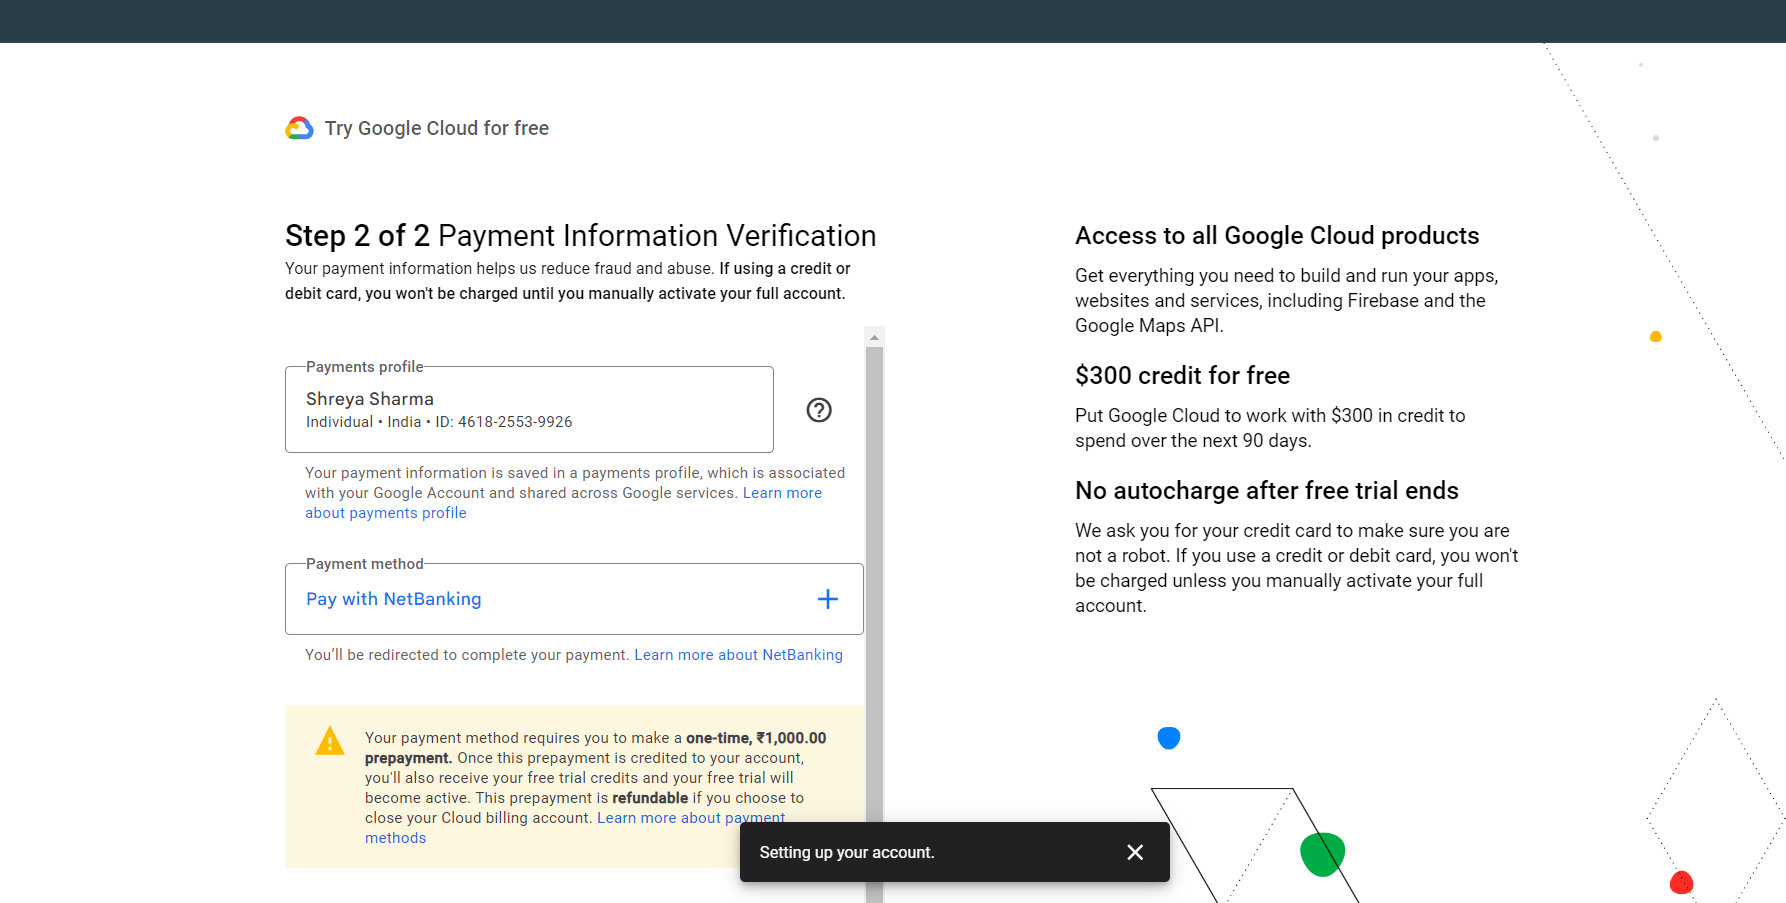 Try Google Cloud for free
Step 2 of 2 Payment Information Verification
Your payment information helps us reduce fraud and abuse. If using a credit or
debit card, you won't be charged until you manually activate your full account.
Payments profile
Shreya Sharma
Individual • India • ID: 4618-2553-9926
Your payment information is saved in a payments profile, which is associated
with your Google Account and shared across Google services. Learn more
about payments profile
Payment method
Pay with NetBanking
You’ll be redirected to complete your payment. Learn more about NetBanking
Your payment method requires you to make a one-time, ₹1,000.00
prepayment. Once this prepayment is credited to your account,
you'll also receive your free trial credits and your free trial will
become active. This prepayment is refundable if you choose to
close your Cloud billing account. Learn more about payment
methods
Access to all Google Cloud products
Get everything you need to build and run your apps,
websites and services, including Firebase and the
Google Maps API.
$300 credit for free
Put Google Cloud to work with $300 in credit to
spend over the next 90 days.
No autocharge after free trial ends
We ask you for your credit card to make sure you are
not a robot. If you use a credit or debit card, you won't
be charged unless you manually activate your full
account.
Setting up your account.